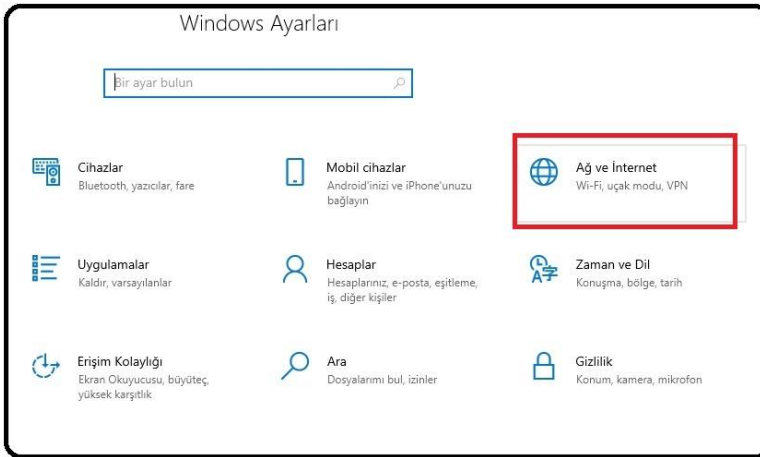 Windows Ayarları
Bir ayar bulun
Cihazlar
Bluetooth, yazıcılar, fare
Mobil cihazlar
Android'inizi ve iPhone'unuzu
bağlayın
Ağ ve İnternet
Wi-Fi, uçak modu, VPN
Uygulamalar
Kaldır, varsayılanlar
Hesaplar
Hesaplarınız, e-posta, eşitleme,
iş, diğer kişiler
Zaman ve Dil
Konuşma, bölge, tarih
Erişim Kolaylığı
Ekran Okuyucusu, büyüteç,
yüksek karşıtlık
Ara
Dosyalarımı bul, izinler
Gizlilik
Konum, kamera, mikrofon